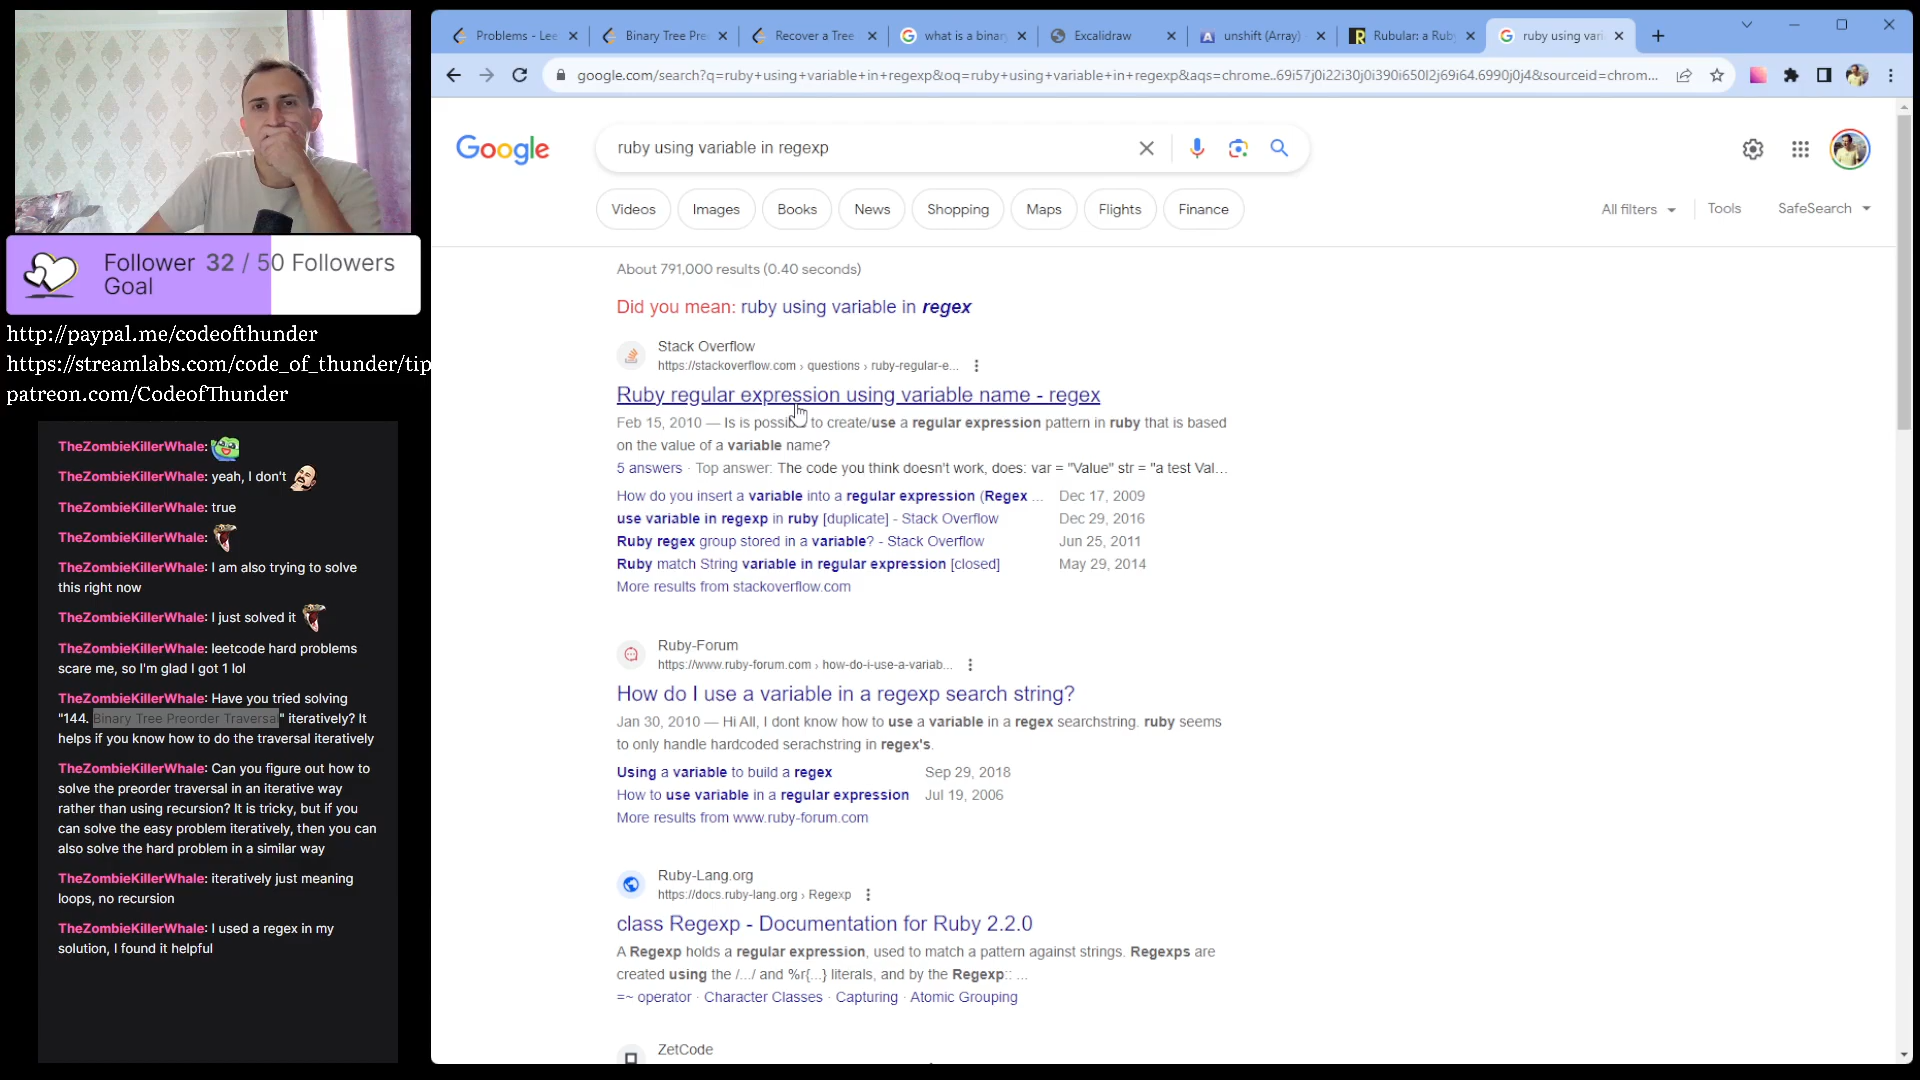 Problems - Lee
Binary Tree Pre
Recover a Tree
what is a binar
Excalidraw
unshift (Array)
Rubular: a Rub
ruby using vari
google.com/search?q=ruby+using+variable+in+regexp&oq=ruby+using+variable+in+regexp&aqs=chrome..69i57j0i22i30j0i390i650l2j69i64.6990j0j4&sourceid=chrom...
Google
ruby using variable in regexp
Videos
Images
Books
News
Shopping
Maps
Flights
Finance
All filters
Tools
SafeSearch
About 791,000 results (0.40 seconds)
Did you mean: ruby using variable in regex
Stack Overflow
https://stackoverflow.com › questions › ruby-regular-e...
Ruby regular expression using variable name - regex
Feb 15, 2010 — Is is possible to create/use a regular expression pattern in ruby that is based
on the value of a variable name?
5 answers · Top answer: The code you think doesn't work, does: var = "Value" str = "a test Val...
How do you insert a variable into a regular expression (Regex ... Dec 17, 2009
use variable in regexp in ruby [duplicate] - Stack Overflow Dec 29, 2016
Ruby regex group stored in a variable? - Stack Overflow Jun 25, 2011
Ruby match String variable in regular expression [closed] May 29, 2014
More results from stackoverflow.com
Ruby-Forum
https://www.ruby-forum.com › how-do-i-use-a-variab...
How do I use a variable in a regexp search string?
Jan 30, 2010 — Hi All, I dont know how to use a variable in a regex searchstring. ruby seems
to only handle hardcoded serachstring in regex's.
Using a variable to build a regex Sep 29, 2018
How to use variable in a regular expression Jul 19, 2006
More results from www.ruby-forum.com
Ruby-Lang.org
https://docs.ruby-lang.org › Regexp
class Regexp - Documentation for Ruby 2.2.0
A Regexp holds a regular expression, used to match a pattern against strings. Regexps are
created using the /.../ and %r{...} literals, and by the Regexp:: ...
=~ operator · Character Classes · Capturing · Atomic Grouping
ZetCode
Follower 32 / 50 Followers
Goal
http://paypal.me/codeofthunder
https://streamlabs.com/code_of_thunder/tip
patreon.com/CodeofThunder
TheZombieKillerWhale:
TheZombieKillerWhale: yeah, I don't
TheZombieKillerWhale: true
TheZombieKillerWhale:
TheZombieKillerWhale: I am also trying to solve
this right now
TheZombieKillerWhale: I just solved it
TheZombieKillerWhale: leetcode hard problems
scare me, so I'm glad I got 1 lol
TheZombieKillerWhale: Have you tried solving
"144. Binary Tree Preorder Traversal" iteratively? It
helps if you know how to do the traversal iteratively
TheZombieKillerWhale: Can you figure out how to
solve the preorder traversal in an iterative way
rather than using recursion? It is tricky, but if you
can solve the easy problem iteratively, then you can
also solve the hard problem in a similar way
TheZombieKillerWhale: iteratively just meaning
loops, no recursion
TheZombieKillerWhale: I used a regex in my
solution, I found it helpful